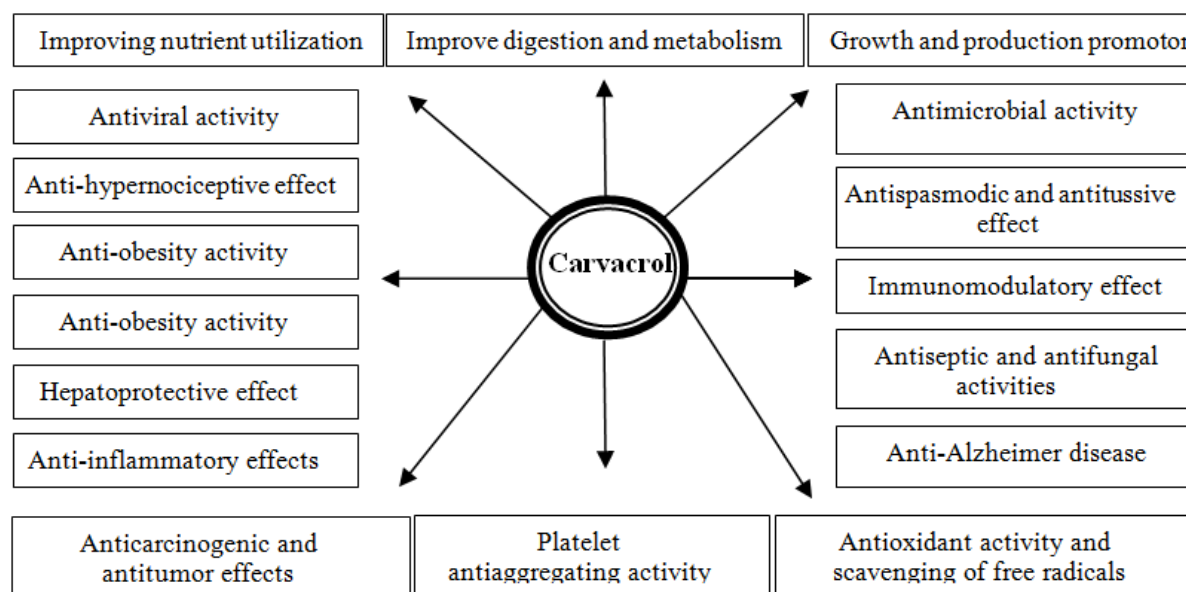 Improving nutrient utilization
Improve digestion and metabolism
Growth and production promotor
Antiviral activity
Anti-hypernociceptive effect
Anti-obesity activity
Anti-obesity activity
Hepatoprotective effect
Anti-inflammatory effects
Carvacrol
Antimicrobial activity
Antispasmodic and antitussive
effect
Immunomodulatory effect
Antiseptic and antifungal
activities
Anti-Alzheimer disease
Anticarcinogenic and
antitumor effects
Platelet
antiaggregating activity
Antioxidant activity and
scavenging of free radicals